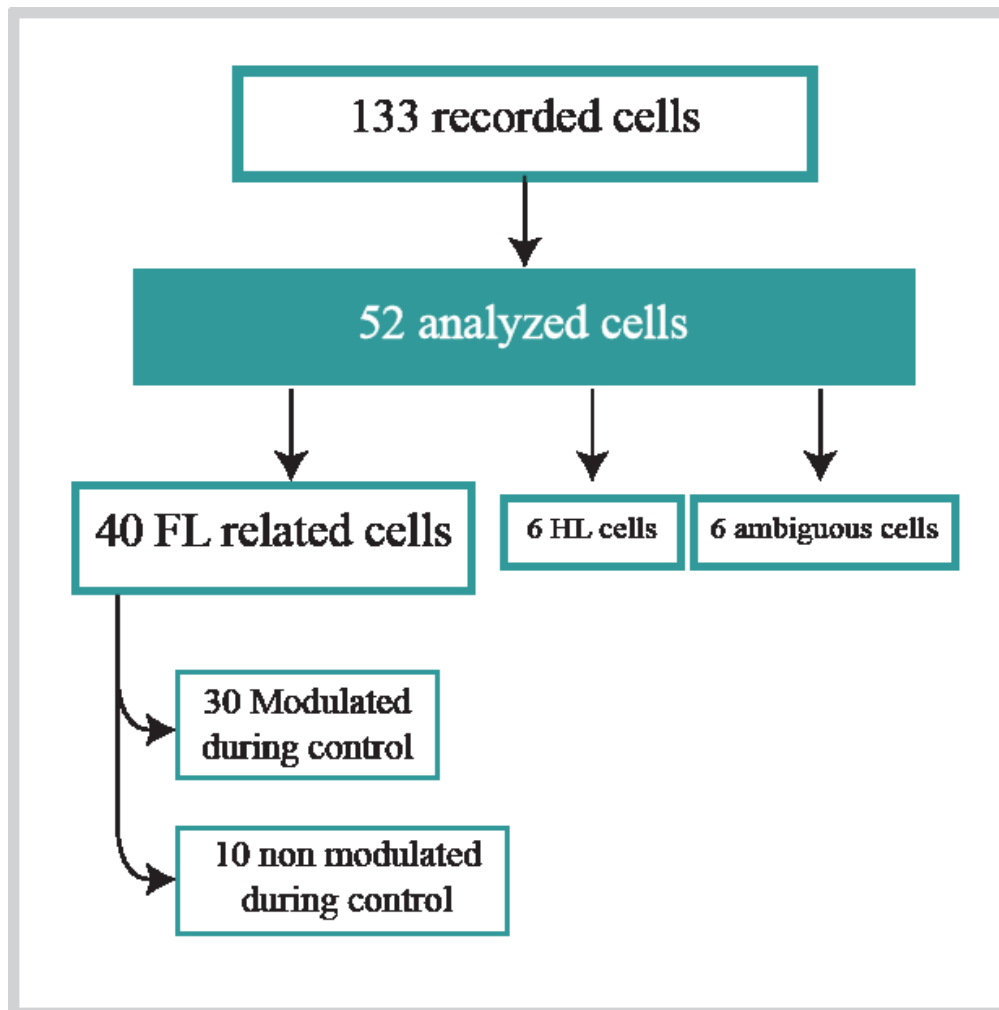 133 recorded cells
52 analyzed cells
40 FL related cells
6 HL cells
6 ambiguous cells
30 Modulated
during control
10 non modulated
during control